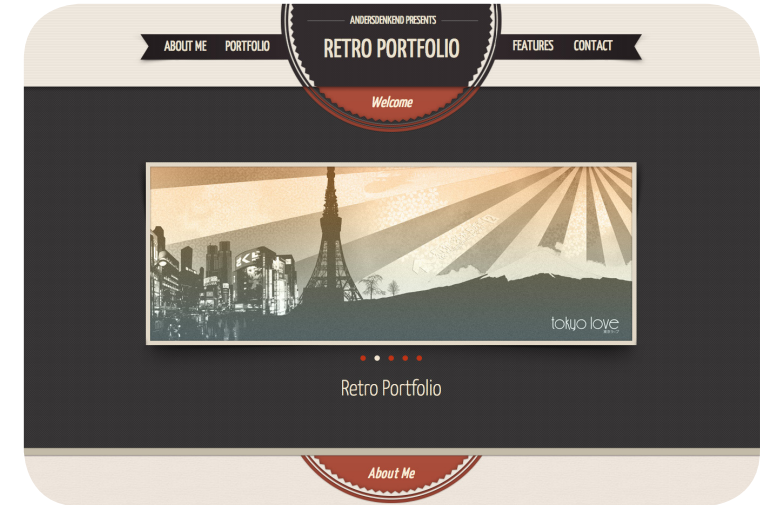 ANDERSDENKEND PRESENTS
ABOUT ME PORTFOLIO RETRO PORTFOLIO FEATURES CONTACT
Welcome
tokyo love
Retro Portfolio
About Me